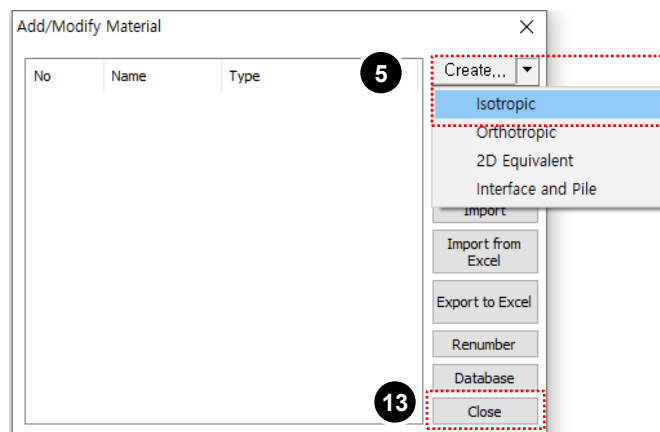 Add/Modify Material
No Name Type
5
Create...
Isotropic
Orthotropic
2D Equivalent
Interface and Pile
Import
Import from
Excel
Export to Excel
Renumber
Database
13
Close